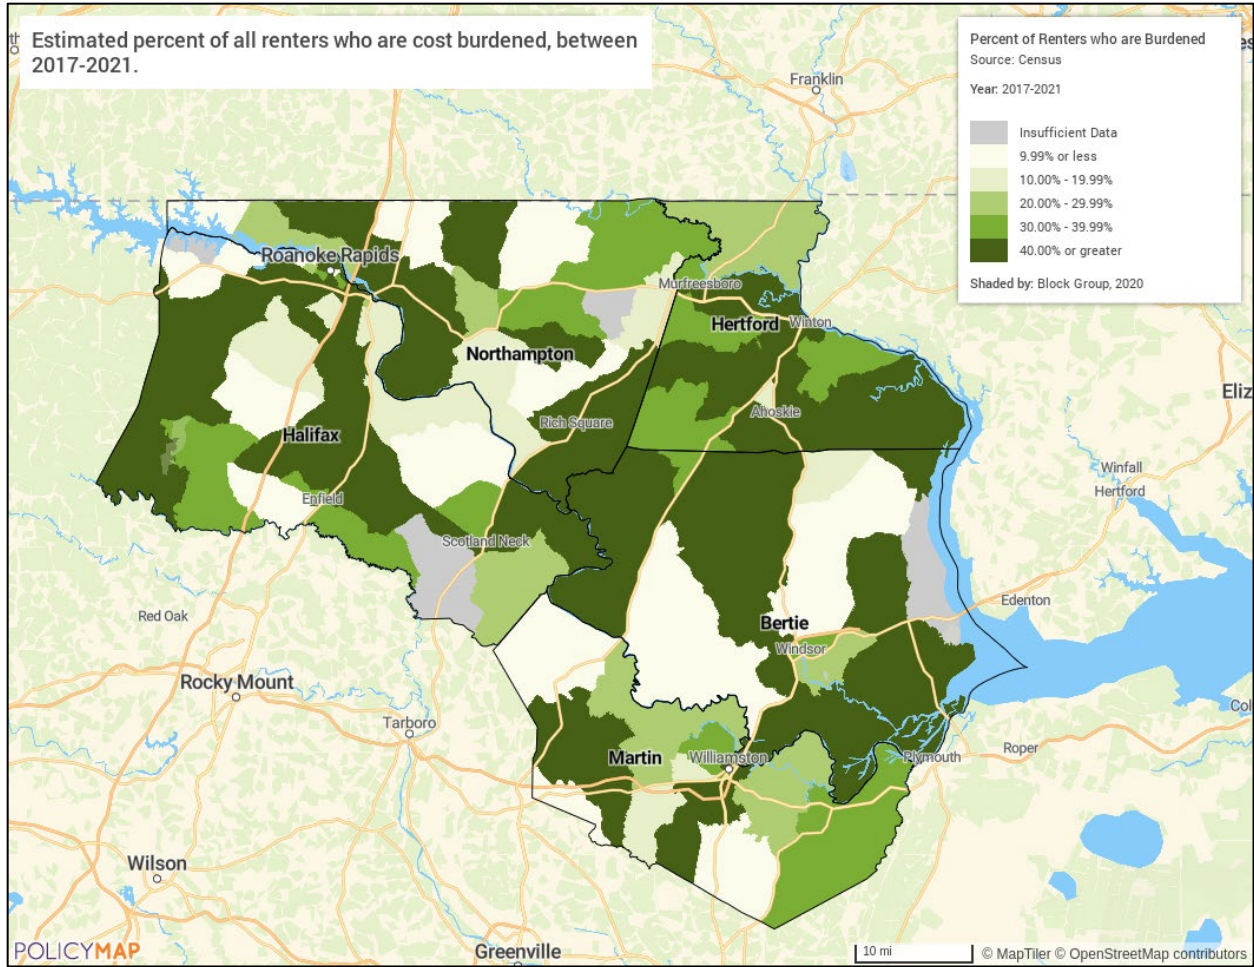 Estimated percent of all renters who are cost burdened, between
2017-2021.
Percent of Renters who are Burdened
Source: Census
Year: 2017-2021
Insufficient Data
9.99% or less
10.00% - 19.99%
20.00% - 29.99%
30.00% - 39.99%
40.00% or greater
Shaded by: Block Group, 2020
Franklin
Roanoke Rapids
Murfreesboro
Hertford
Winton
Northampton
Eliz
Ahoskie
Rich Square
Halifax
Winfall
Hertford
Enfield
Scotland Neck
Edenton
Red Oak
Bertie
Windsor
Rocky Mount
Col
Tarboro
Martin
Williamston
Plymouth
Roper
Wilson
Greenville
POLICYMAP
10 mi
© MapTiler © OpenStreetMap contributors